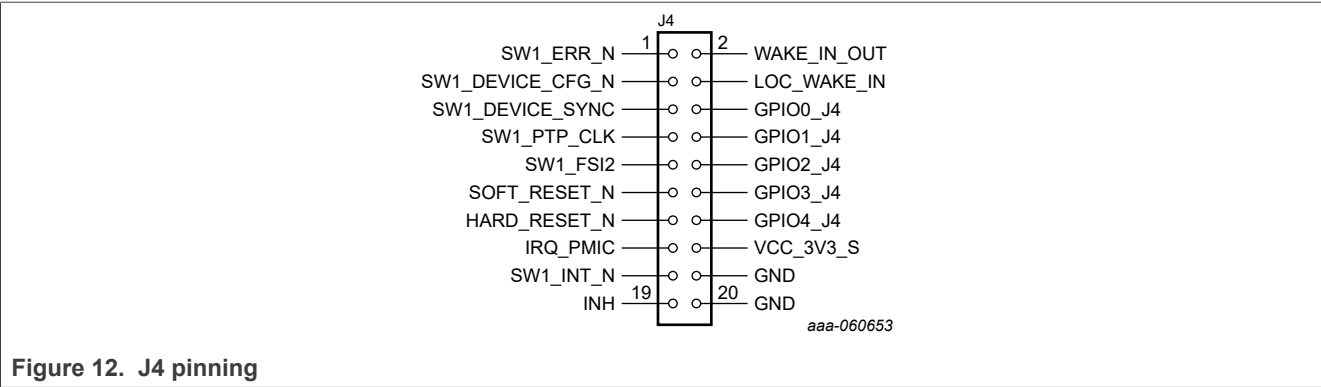 J4
1 2
SW1_ERR_N WAKE_IN_OUT
SW1_DEVICE_CFG_N LOC_WAKE_IN
SW1_DEVICE_SYNC GPIO0_J4
SW1_PTP_CLK GPIO1_J4
SW1_FSI2 GPIO2_J4
SOFT_RESET_N GPIO3_J4
HARD_RESET_N GPIO4_J4
IRQ_PMIC VCC_3V3_S
SW1_INT_N GND
19 20
INH GND
aaa-060653
Figure 12. J4 pinning